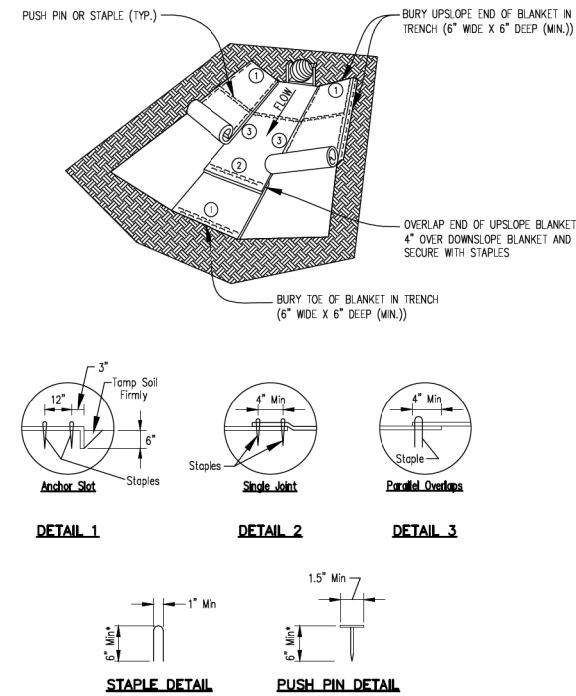 PUSH PIN OR STAPLE (TYP.)
BURY UPSLOPE END OF BLANKET IN
TRENCH (6" WIDE X 6" DEEP (MIN.))
1
1
FLOW
3
3
2
1
OVERLAP END OF UPSLOPE BLANKET
4" OVER DOWNSLOPE BLANKET AND
SECURE WITH STAPLES
BURY TOE OF BLANKET IN TRENCH
(6" WIDE X 6" DEEP (MIN.))
3"
12"
Tamp Soil
Firmly
6"
Staples
Anchor Slot
DETAIL 1
4" Min
Staples
Single Joint
DETAIL 2
4" Min
Staple
Parallel Overlaps
DETAIL 3
1" Min
6" Min*
STAPLE DETAIL
1.5" Min
6" Min*
PUSH PIN DETAIL